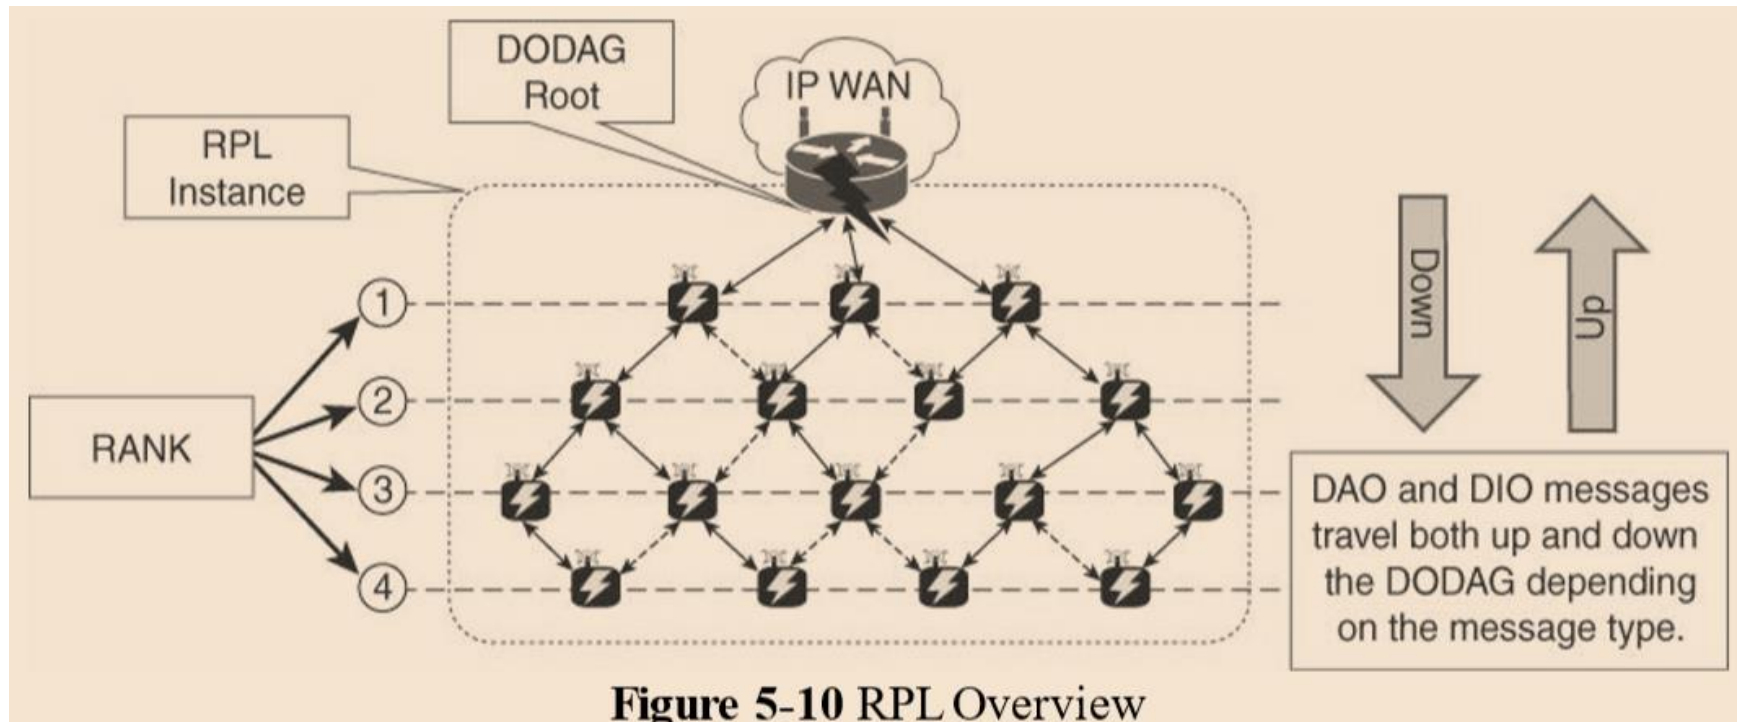 DODAG
Root
IP WAN
RPL
Instance
1
2
3
4
RANK
Down
Up
DAO and DIO messages
travel both up and down
the DODAG depending
on the message type.
Figure 5-10 RPL Overview